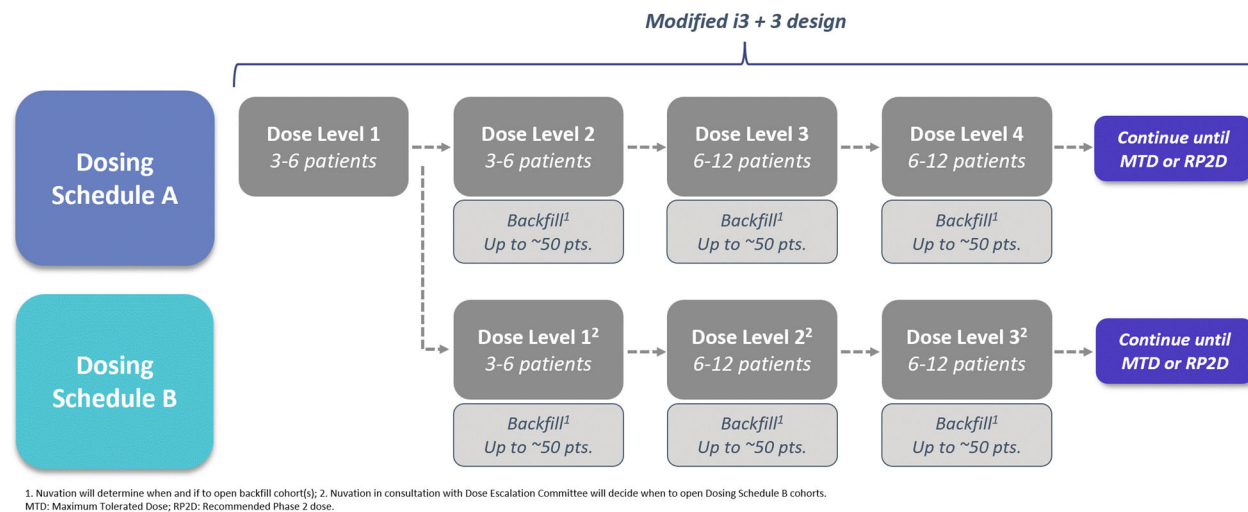 Modified i3 + 3 design
Dosing
Schedule A
Dose Level 1
3-6 patients
Dose Level 2
3-6 patients
Dose Level 3
6-12 patients
Dose Level 4
6-12 patients
Continue until
MTD or RP2D
Backfill¹
Up to ~50 pts.
Backfill¹
Up to ~50 pts.
Backfill¹
Up to ~50 pts.
Dosing
Schedule B
Dose Level 1²
3-6 patients
Dose Level 2²
6-12 patients
Dose Level 3²
6-12 patients
Continue until
MTD or RP2D
Backfill¹
Up to ~50 pts.
Backfill¹
Up to ~50 pts.
Backfill¹
Up to ~50 pts.
1. Nuvation will determine when and if to open backfill cohort(s); 2. Nuvation in consultation with Dose Escalation Committee will decide when to open Dosing Schedule B cohorts.
MTD: Maximum Tolerated Dose; RP2D: Recommended Phase 2 dose.